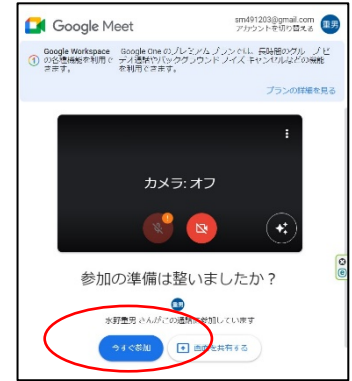 Google Meet
sm491203@gmail.com
アカウントを切り替える
重男
Google Workspace
の各種機能を利用できます。
Google One のプレミアム プランでは、長時間のグループ ビデオ通話やバックグラウンド ノイズ キャンセルなどの機能を利用できます。
プランの詳細を見る
カメラ: オフ
参加の準備は整いましたか？
重男
さんがこの通話に参加しています
今すぐ参加
画面を共有する